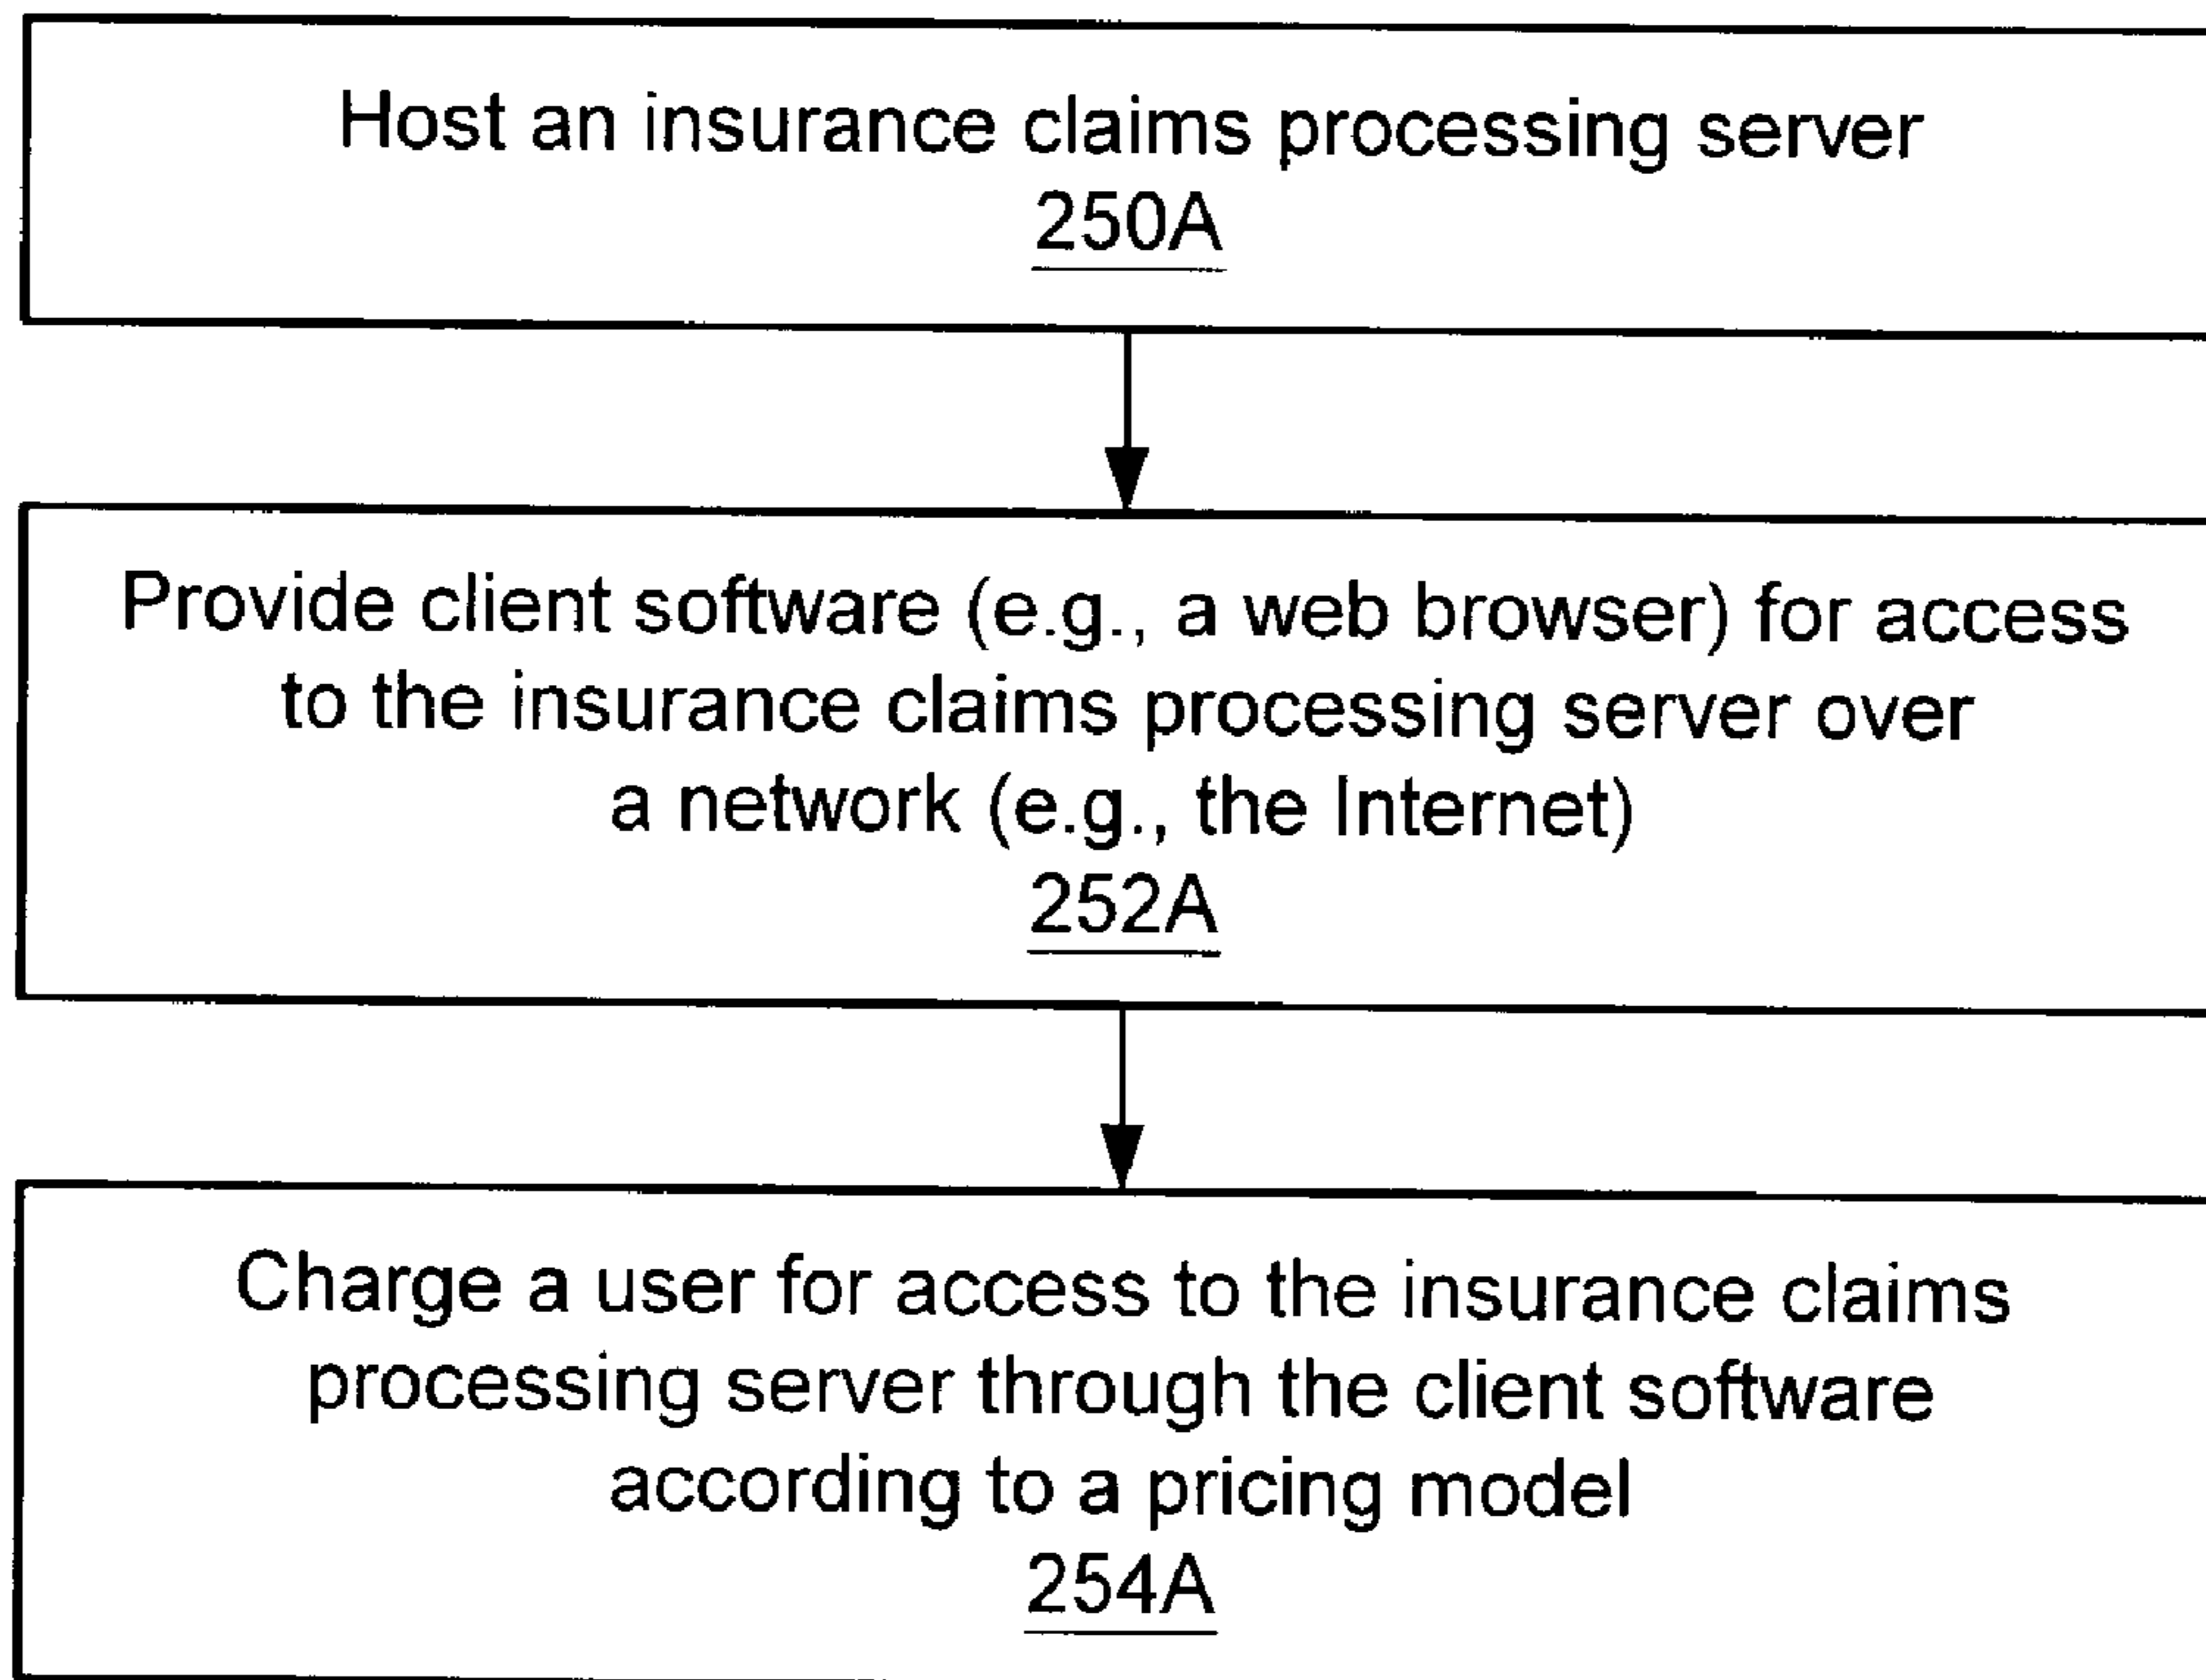 Host an insurance claims processing server
250A
Provide client software (e.g., a web browser) for access
to the insurance claims processing server over
a network (e.g., the Internet)
252A
Charge a user for access to the insurance claims
processing server through the client software
according to a pricing model
254A